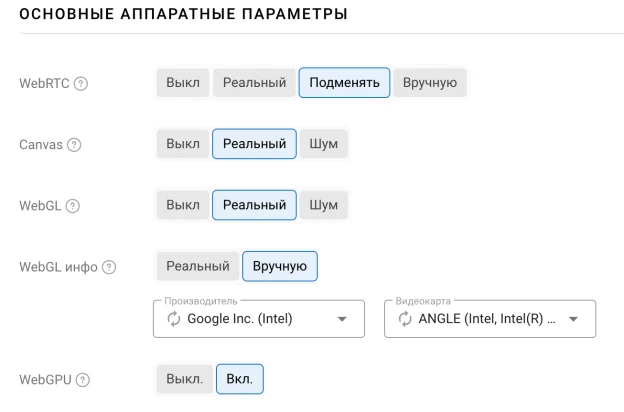 ОСНОВНЫЕ АППАРАТНЫЕ ПАРАМЕТРЫ
WebRTC ? Выкл Реальный Подменять Вручную
Canvas ? Выкл Реальный Шум
WebGL ? Выкл Реальный Шум
WebGL инфо ? Реальный Вручную
Производитель Видеокарта
Google Inc. (Intel) ANGLE (Intel, Intel(R) ...
WebGPU ? Выкл. Вкл.